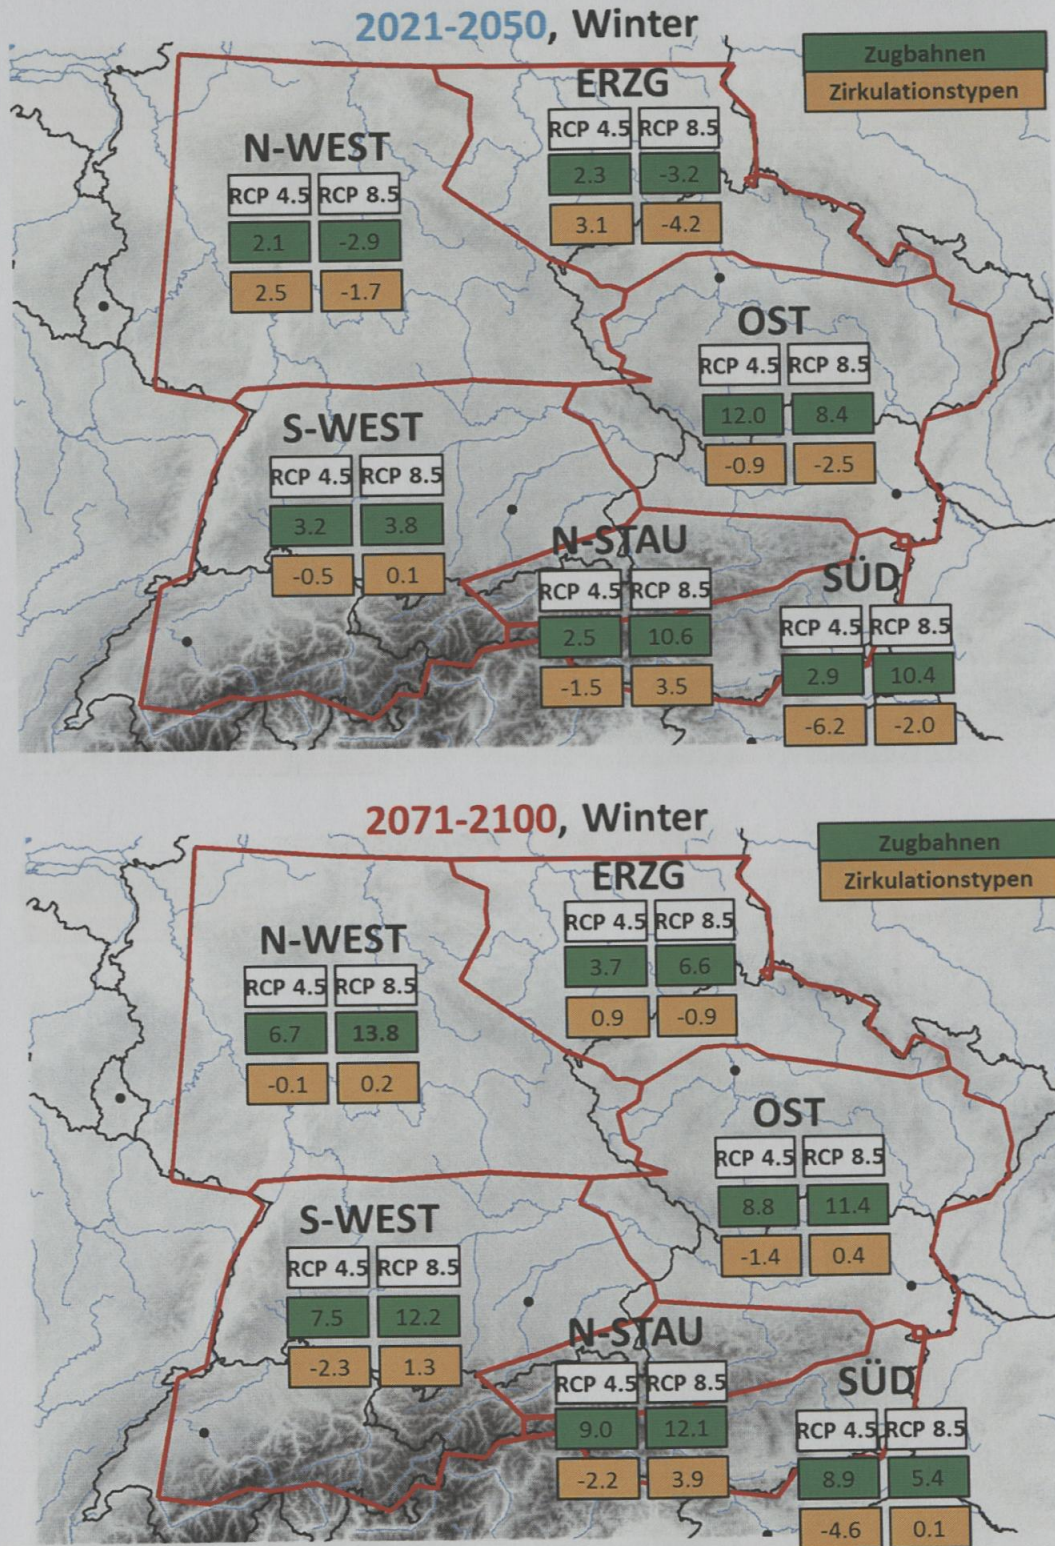 2021-2050, Winter
Zugbahnen
Zirkulationstypen
ERZG
RCP 4.5 RCP 8.5
2.3 -3.2
3.1 -4.2
N-WEST
RCP 4.5 RCP 8.5
2.1 -2.9
2.5 -1.7
OST
RCP 4.5 RCP 8.5
12.0 8.4
-0.9 -2.5
S-WEST
RCP 4.5 RCP 8.5
3.2 3.8
-0.5 0.1
N-STAU
RCP 4.5 RCP 8.5
2.5 10.6
-1.5 3.5
SÜD
RCP 4.5 RCP 8.5
2.9 10.4
-6.2 -2.0
2071-2100, Winter
Zugbahnen
Zirkulationstypen
ERZG
RCP 4.5 RCP 8.5
3.7 6.6
0.9 -0.9
N-WEST
RCP 4.5 RCP 8.5
6.7 13.8
-0.1 0.2
OST
RCP 4.5 RCP 8.5
8.8 11.4
-1.4 0.4
S-WEST
RCP 4.5 RCP 8.5
7.5 12.2
-2.3 1.3
N-STAU
RCP 4.5 RCP 8.5
9.0 12.1
-2.2 3.9
SÜD
RCP 4.5 RCP 8.5
8.9 5.4
-4.6 0.1